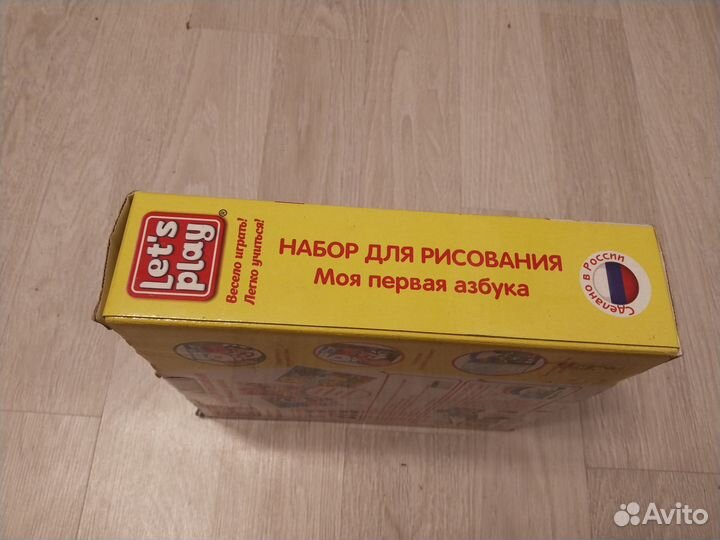 Let's
play®
Весело играть!
Легко учиться!
НАБОР ДЛЯ РИСОВАНИЯ
Моя первая азбука
Сделано в России
Avito